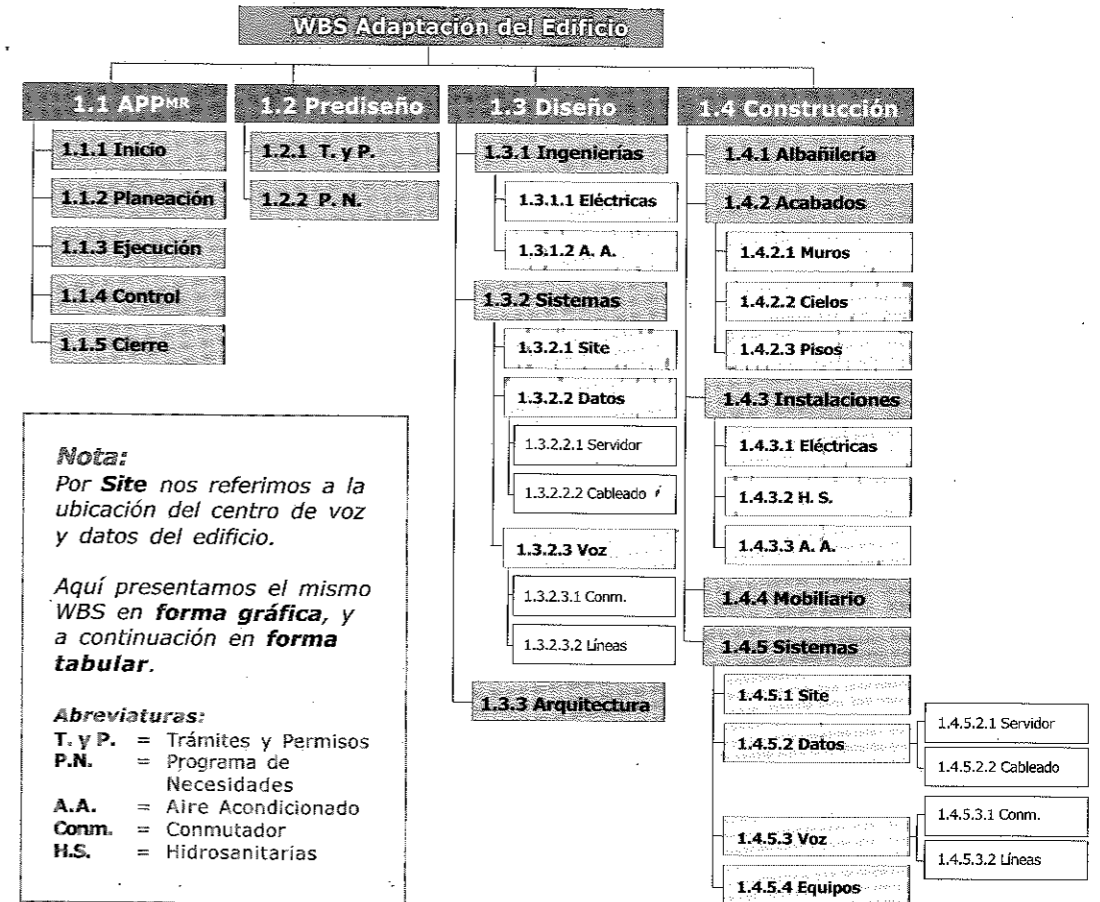 WBS Adaptación del Edificio
1.1 APPMR
1.1.1 Inicio
1.1.2 Planeación
1.1.3 Ejecución
1.1.4 Control
1.1.5 Cierre
1.2 Prediseño
1.2.1 T. y P.
1.2.2 P. N.
1.3 Diseño
1.3.1 Ingenierías
1.3.1.1 Eléctricas
1.3.1.2 A. A.
1.3.2 Sistemas
1.3.2.1 Site
1.3.2.2 Datos
1.3.2.2.1 Servidor
1.3.2.2.2 Cableado
1.3.2.3 Voz
1.3.2.3.1 Conm.
1.3.2.3.2 Líneas
1.3.3 Arquitectura
1.4 Construcción
1.4.1 Albañilería
1.4.2 Acabados
1.4.2.1 Muros
1.4.2.2 Cielos
1.4.2.3 Pisos
1.4.3 Instalaciones
1.4.3.1 Eléctricas
1.4.3.2 H. S.
1.4.3.3 A. A.
1.4.4 Mobiliario
1.4.5 Sistemas
1.4.5.1 Site
1.4.5.2 Datos
1.4.5.2.1 Servidor
1.4.5.2.2 Cableado
1.4.5.3 Voz
1.4.5.3.1 Conm.
1.4.5.3.2 Líneas
1.4.5.4 Equipos
Nota:
Por Site nos referimos a la
ubicación del centro de voz
y datos del edificio.
Aquí presentamos el mismo
WBS en forma gráfica, y
a continuación en forma
tabular.
Abreviaturas:
T. y P. = Trámites y Permisos
P.N. = Programa de
Necesidades
A.A. = Aire Acondicionado
Conm. = Conmutador
H.S. = Hidrosanitarias